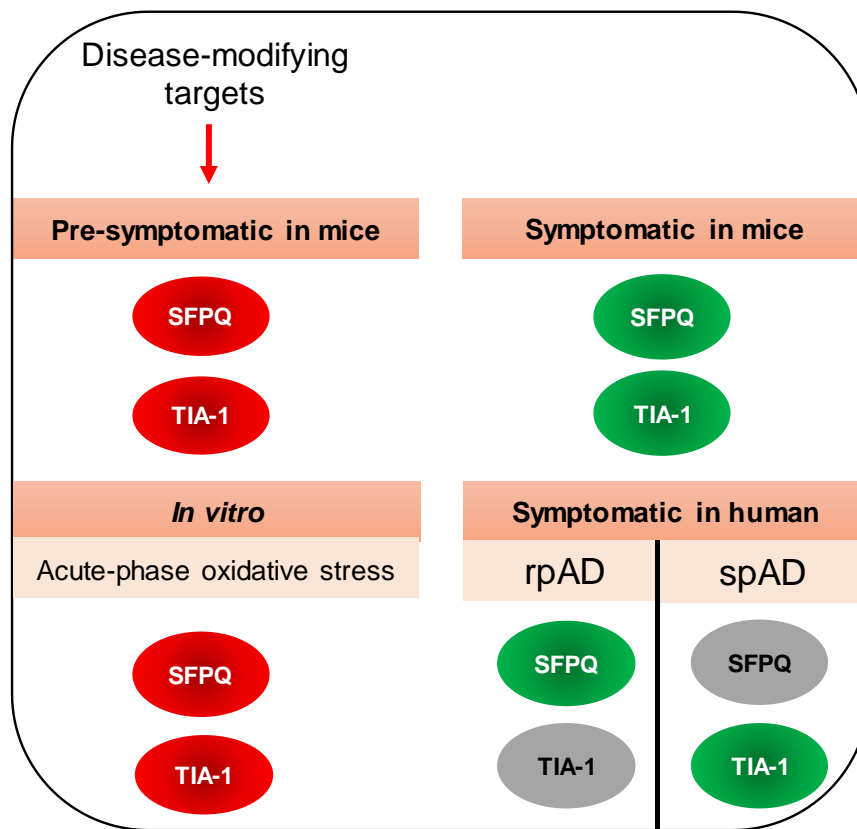 Disease-modifying
targets
Pre-symptomatic in mice
SFPQ
TIA-1
Symptomatic in mice
SFPQ
TIA-1
In vitro
Acute-phase oxidative stress
SFPQ
TIA-1
Symptomatic in human
rpAD
spAD
SFPQ
SFPQ
TIA-1
TIA-1